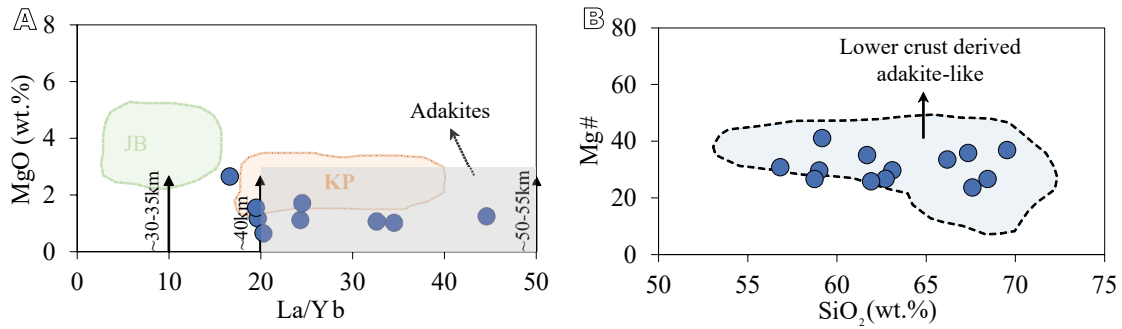 A
MgO (wt.%)
8
6
4
2
0
JB
KP
Adakites
~30-35km
~40km
~50-55km
0 10 20 30 40 50
La/Yb
B
Mg#
80
60
40
20
0
Lower crust derived
adakite-like
50 55 60 65 70 75
SiO₂(wt.%)